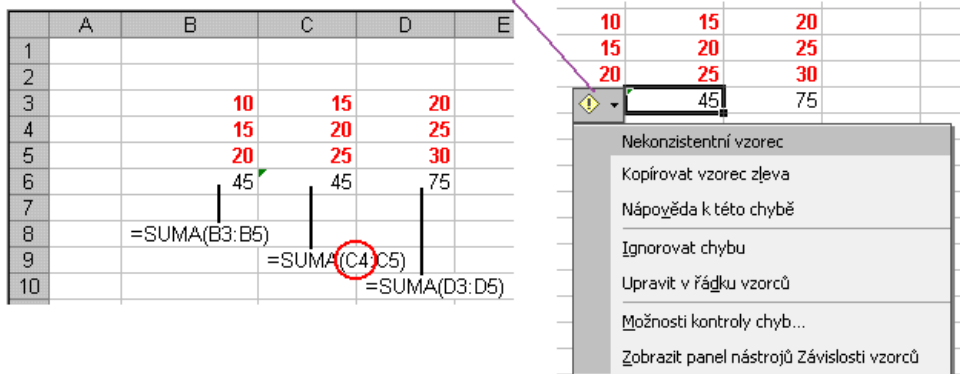 A B C D E
1
2
3 10 15 20
4 15 20 25
5 20 25 30
6 45 45 75
7
8 =SUMA(B3:B5)
9 =SUMA(C4:C5)
10 =SUMA(D3:D5)
10 15 20
15 20 25
20 25 30
45 75
Nekonzistentní vzorec
Kopírovat vzorec zleva
Nápověda k této chybě
Ignorovat chybu
Upravit v řádku vzorců
Možnosti kontroly chyb...
Zobrazit panel nástrojů Závislosti vzorců